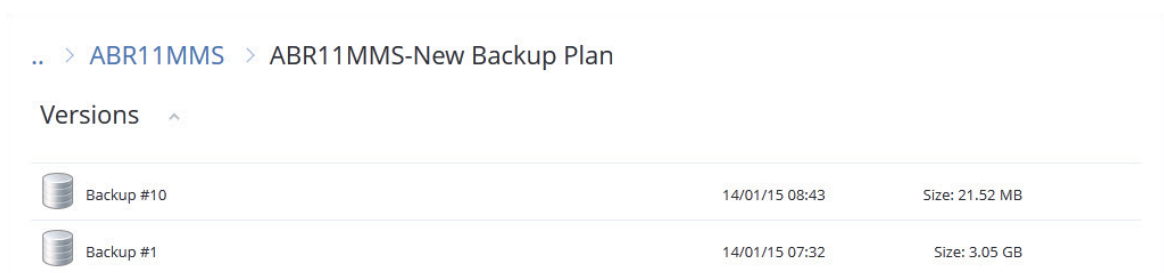 .. > ABR11MMS > ABR11MMS-New Backup Plan
Versions
Backup #10 14/01/15 08:43 Size: 21.52 MB
Backup #1 14/01/15 07:32 Size: 3.05 GB